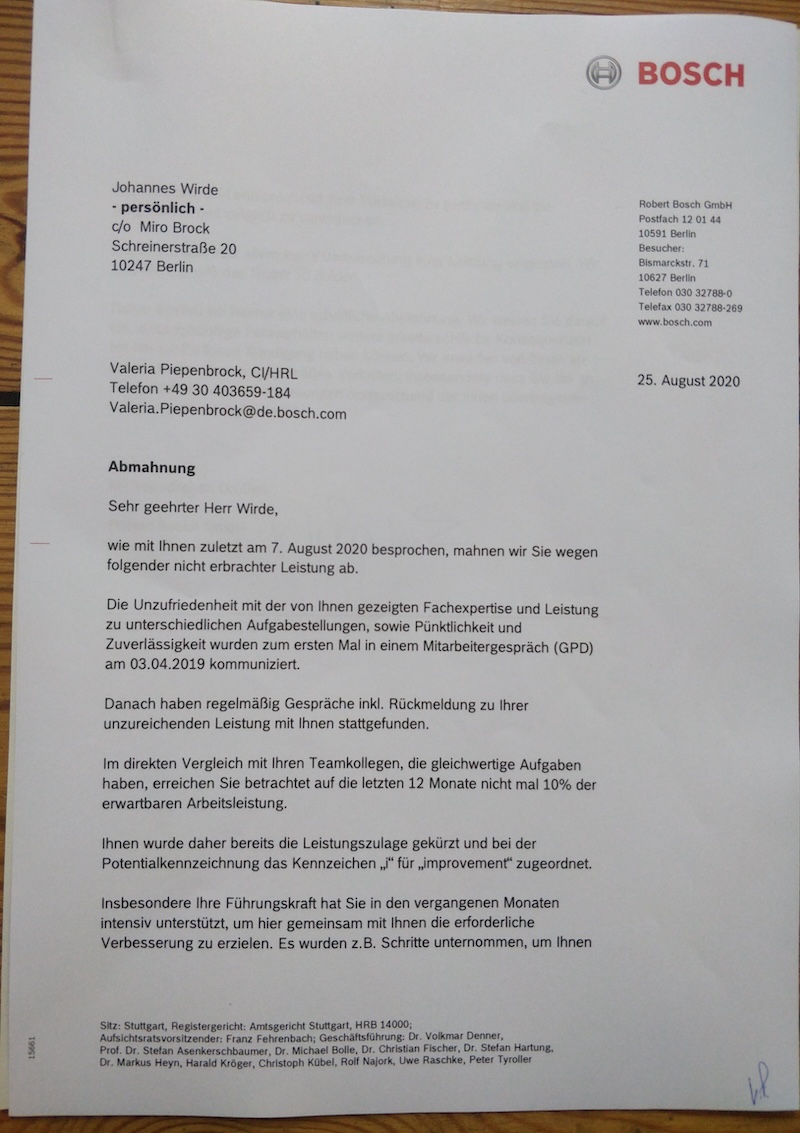 BOSCH
Johannes Wirde
- persönlich -
c/o Miro Brock
Schreinerstraße 20
10247 Berlin
Robert Bosch GmbH
Postfach 12 01 44
10591 Berlin
Besucher:
Bismarckstr. 71
10627 Berlin
Telefon 030 32788-0
Telefax 030 32788-269
www.bosch.com
Valeria Piepenbrock, CI/HRL
Telefon +49 30 403659-184
Valeria.Piepenbrock@de.bosch.com
25. August 2020
Abmahnung
Sehr geehrter Herr Wirde,
wie mit Ihnen zuletzt am 7. August 2020 besprochen, mahnen wir Sie wegen
folgender nicht erbrachter Leistung ab.
Die Unzufriedenheit mit der von Ihnen gezeigten Fachexpertise und Leistung
zu unterschiedlichen Aufgabestellungen, sowie Pünktlichkeit und
Zuverlässigkeit wurden zum ersten Mal in einem Mitarbeitergespräch (GPD)
am 03.04.2019 kommuniziert.
Danach haben regelmäßig Gespräche inkl. Rückmeldung zu Ihrer
unzureichenden Leistung mit Ihnen stattgefunden.
Im direkten Vergleich mit Ihren Teamkollegen, die gleichwertige Aufgaben
haben, erreichen Sie betrachtet auf die letzten 12 Monate nicht mal 10% der
erwartbaren Arbeitsleistung.
Ihnen wurde daher bereits die Leistungszulage gekürzt und bei der
Potentialkennzeichnung das Kennzeichen „i“ für „improvement“ zugeordnet.
Insbesondere Ihre Führungskraft hat Sie in den vergangenen Monaten
intensiv unterstützt, um hier gemeinsam mit Ihnen die erforderliche
Verbesserung zu erzielen. Es wurden z.B. Schritte unternommen, um Ihnen
Sitz: Stuttgart, Registergericht: Amtsgericht Stuttgart, HRB 14000;
Aufsichtsratsvorsitzender: Franz Fehrenbach; Geschäftsführung: Dr. Volkmar Denner,
Prof. Dr. Stefan Asenkerschbaumer, Dr. Michael Bolle, Dr. Christian Fischer, Dr. Stefan Hartung,
Dr. Markus Heyn, Harald Kröger, Christoph Kübel, Rolf Najork, Uwe Raschke, Peter Tyroller
15661